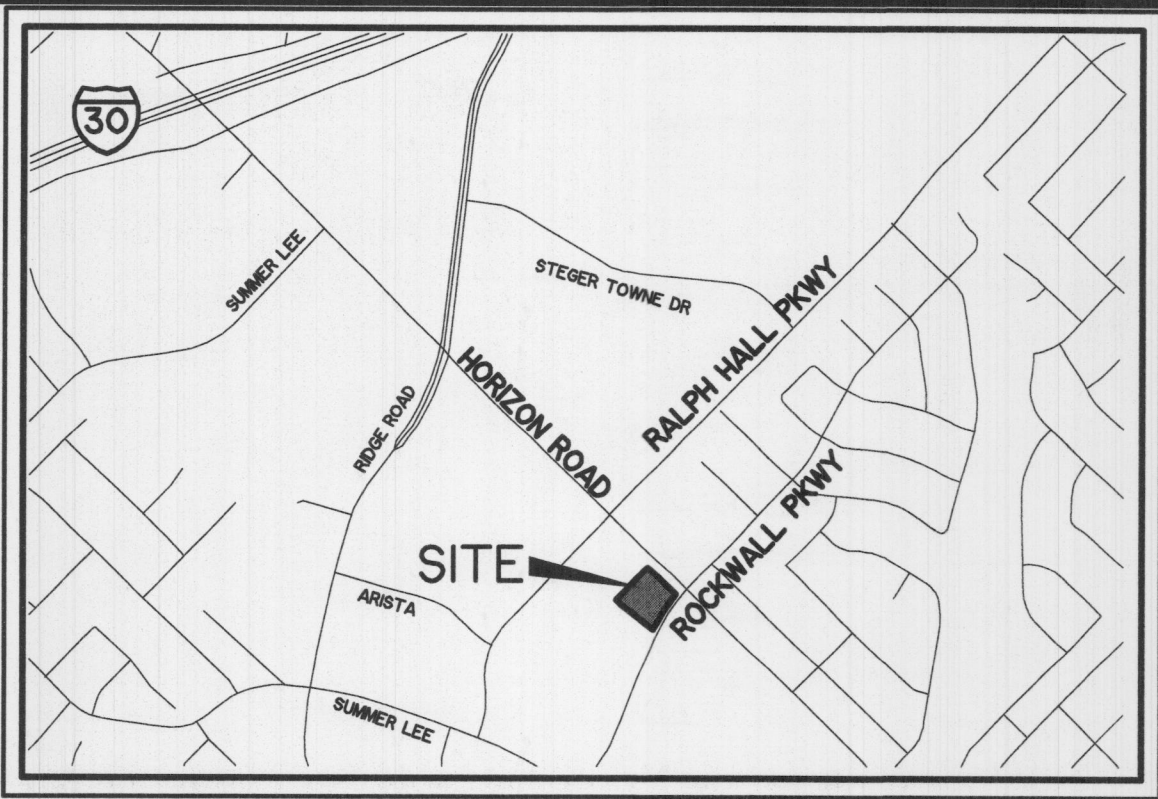 30
SUMMER LEE
STEGER TOWNE DR
RALPH HALL PKWY
HORIZON ROAD
RIDGE ROAD
ROCKWALL PKWY
SITE
ARISTA
SUMMER LEE